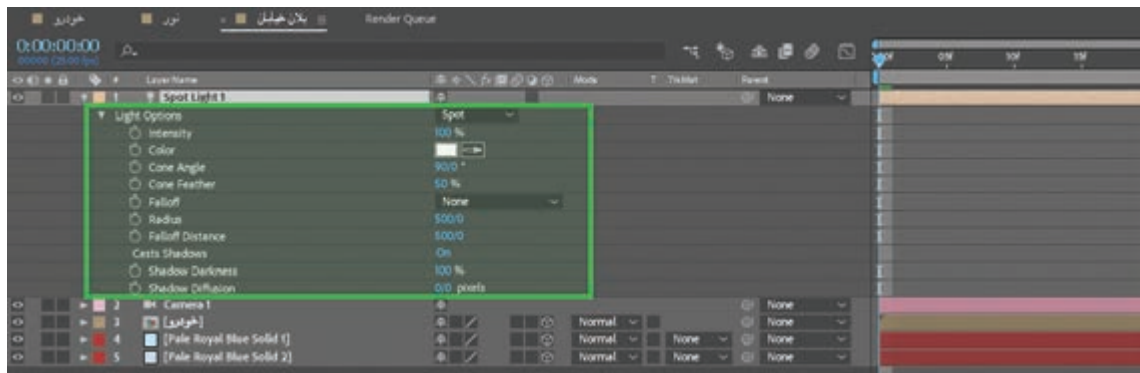 خودرو نور پلان خیابان Render Queue
0:00:00:00
00000 (25.00 fps)
00f 05f 10f 15f
# Layer Name Mode T TrkMat Parent
1 Spot Light 1 None
Light Options Spot
Intensity 100 %
Color
Cone Angle 90/0 °
Cone Feather 50 %
Falloff None
Radius 500/0
Falloff Distance 500/0
Casts Shadows On
Shadow Darkness 100 %
Shadow Diffusion 0/0 pixels
2 Camera 1 None
3 [خودرو] Normal None
4 [Pale Royal Blue Solid 1] Normal None None
5 [Pale Royal Blue Solid 2] Normal None None